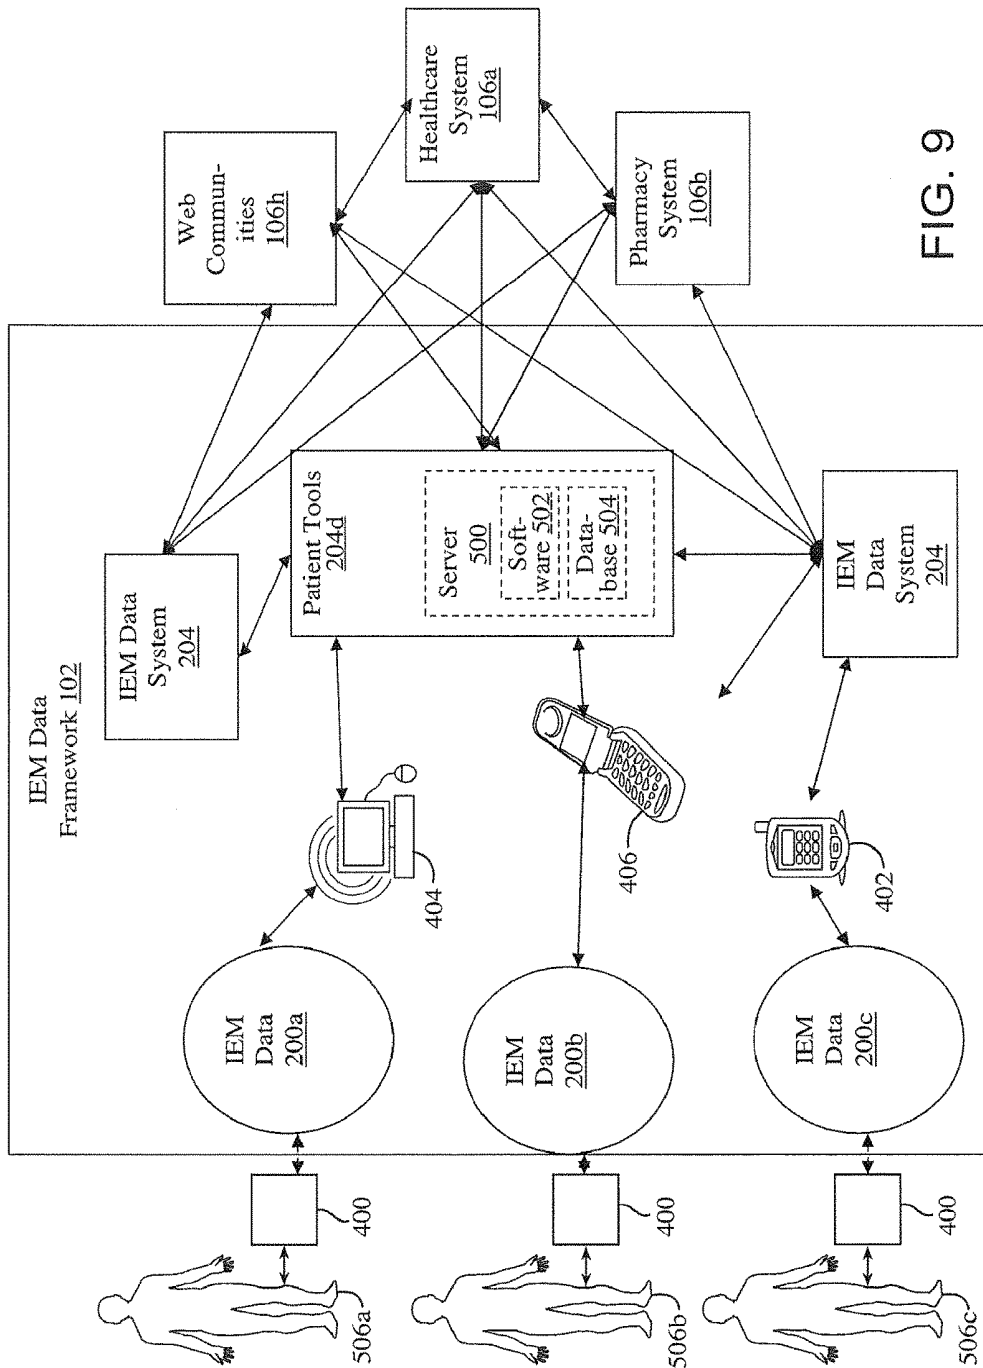 IEM Data
Framework 102
Web
Commun-
ities
106h
Healthcare
System
106a
Pharmacy
System
106b
IEM Data
System
204
Patient Tools
204d
Server
500
Soft-
ware 502
Data-
base 504
IEM
Data
System
204
404
406
402
IEM
Data
200a
IEM
Data
200b
IEM
Data
200c
400
400
400
506a
506b
506c
FIG. 9